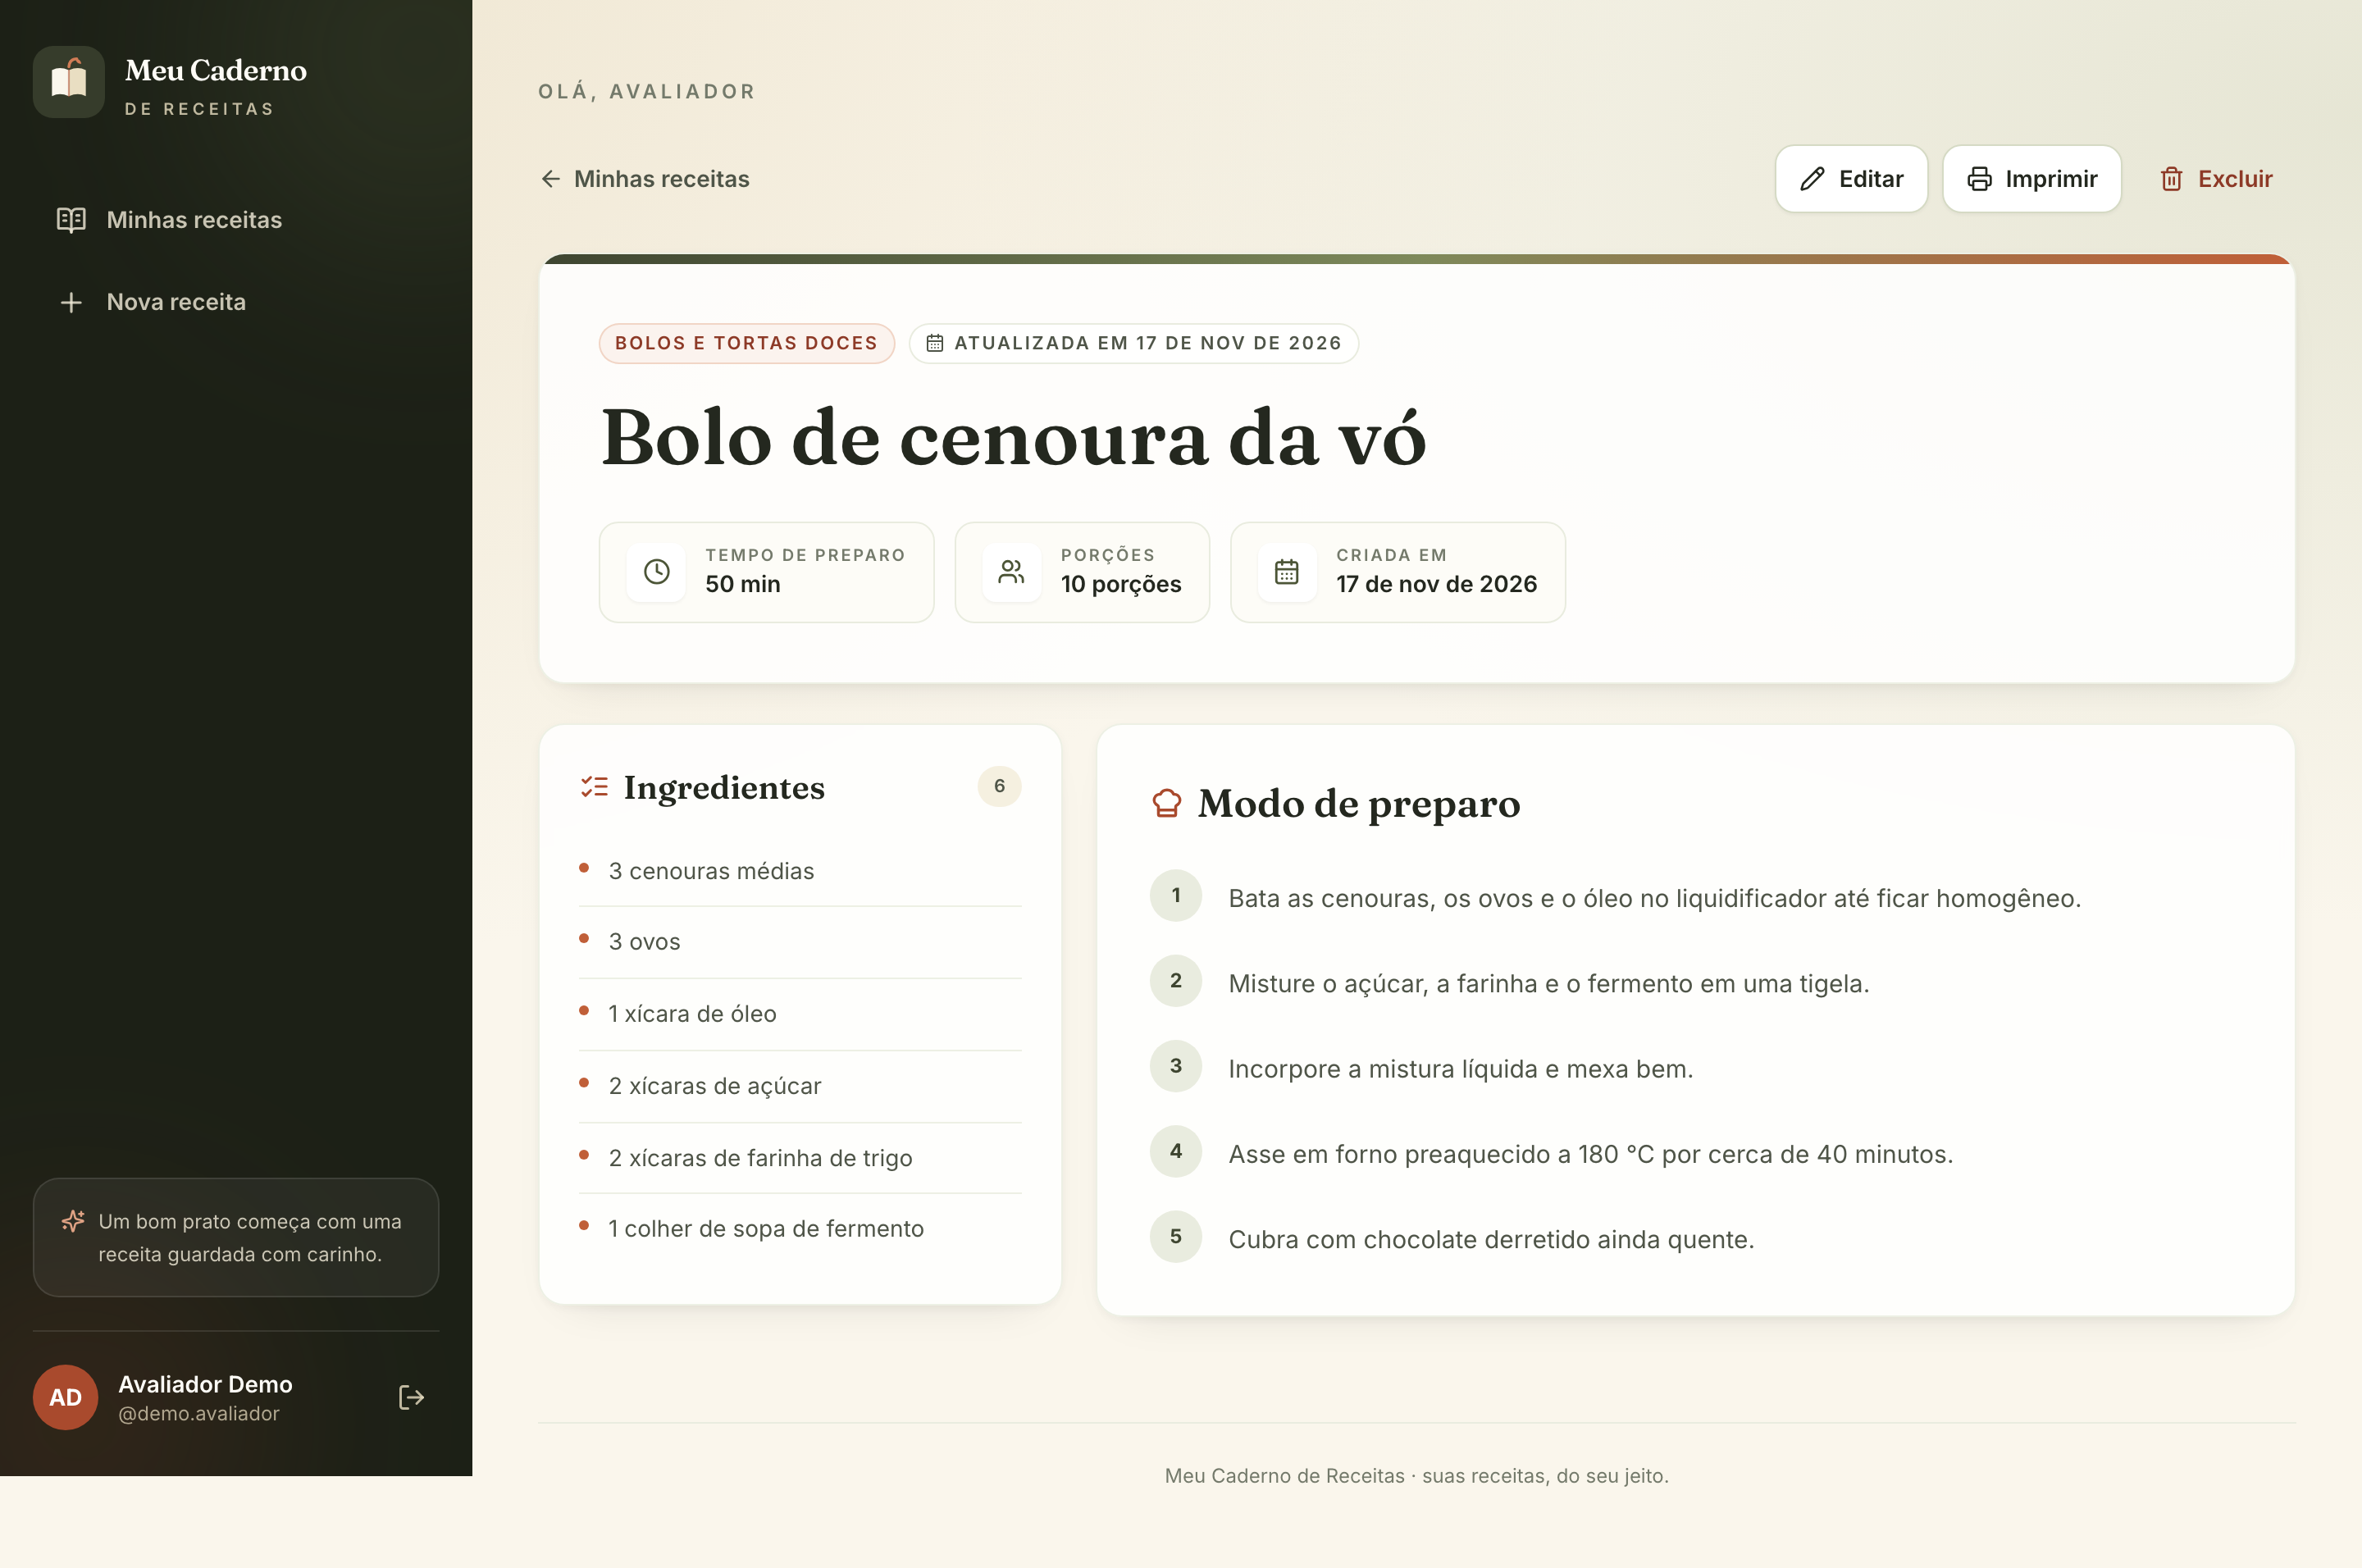 Meu Caderno
DE RECEITAS
Minhas receitas
Nova receita
Um bom prato começa com uma
receita guardada com carinho.
AD
Avaliador Demo
@demo.avaliador
OLÁ, AVALIADOR
Minhas receitas
Editar
Imprimir
Excluir
BOLOS E TORTAS DOCES
ATUALIZADA EM 17 DE NOV DE 2026
Bolo de cenoura da vó
TEMPO DE PREPARO
50 min
PORÇÕES
10 porções
CRIADA EM
17 de nov de 2026
Ingredientes
6
3 cenouras médias
3 ovos
1 xícara de óleo
2 xícaras de açúcar
2 xícaras de farinha de trigo
1 colher de sopa de fermento
Modo de preparo
1 Bata as cenouras, os ovos e o óleo no liquidificador até ficar homogêneo.
2 Misture o açúcar, a farinha e o fermento em uma tigela.
3 Incorpore a mistura líquida e mexa bem.
4 Asse em forno preaquecido a 180 °C por cerca de 40 minutos.
5 Cubra com chocolate derretido ainda quente.
Meu Caderno de Receitas · suas receitas, do seu jeito.